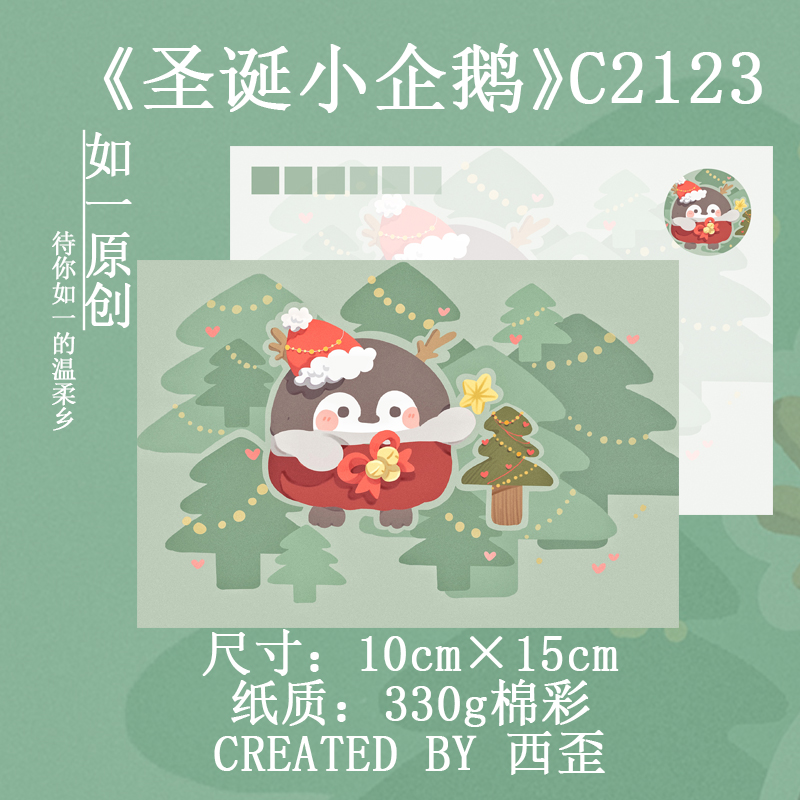 《圣诞小企鹅》C2123
如一原创
待你如一的温柔乡
尺寸：10cm×15cm
纸质：330g棉彩
CREATED BY 西歪